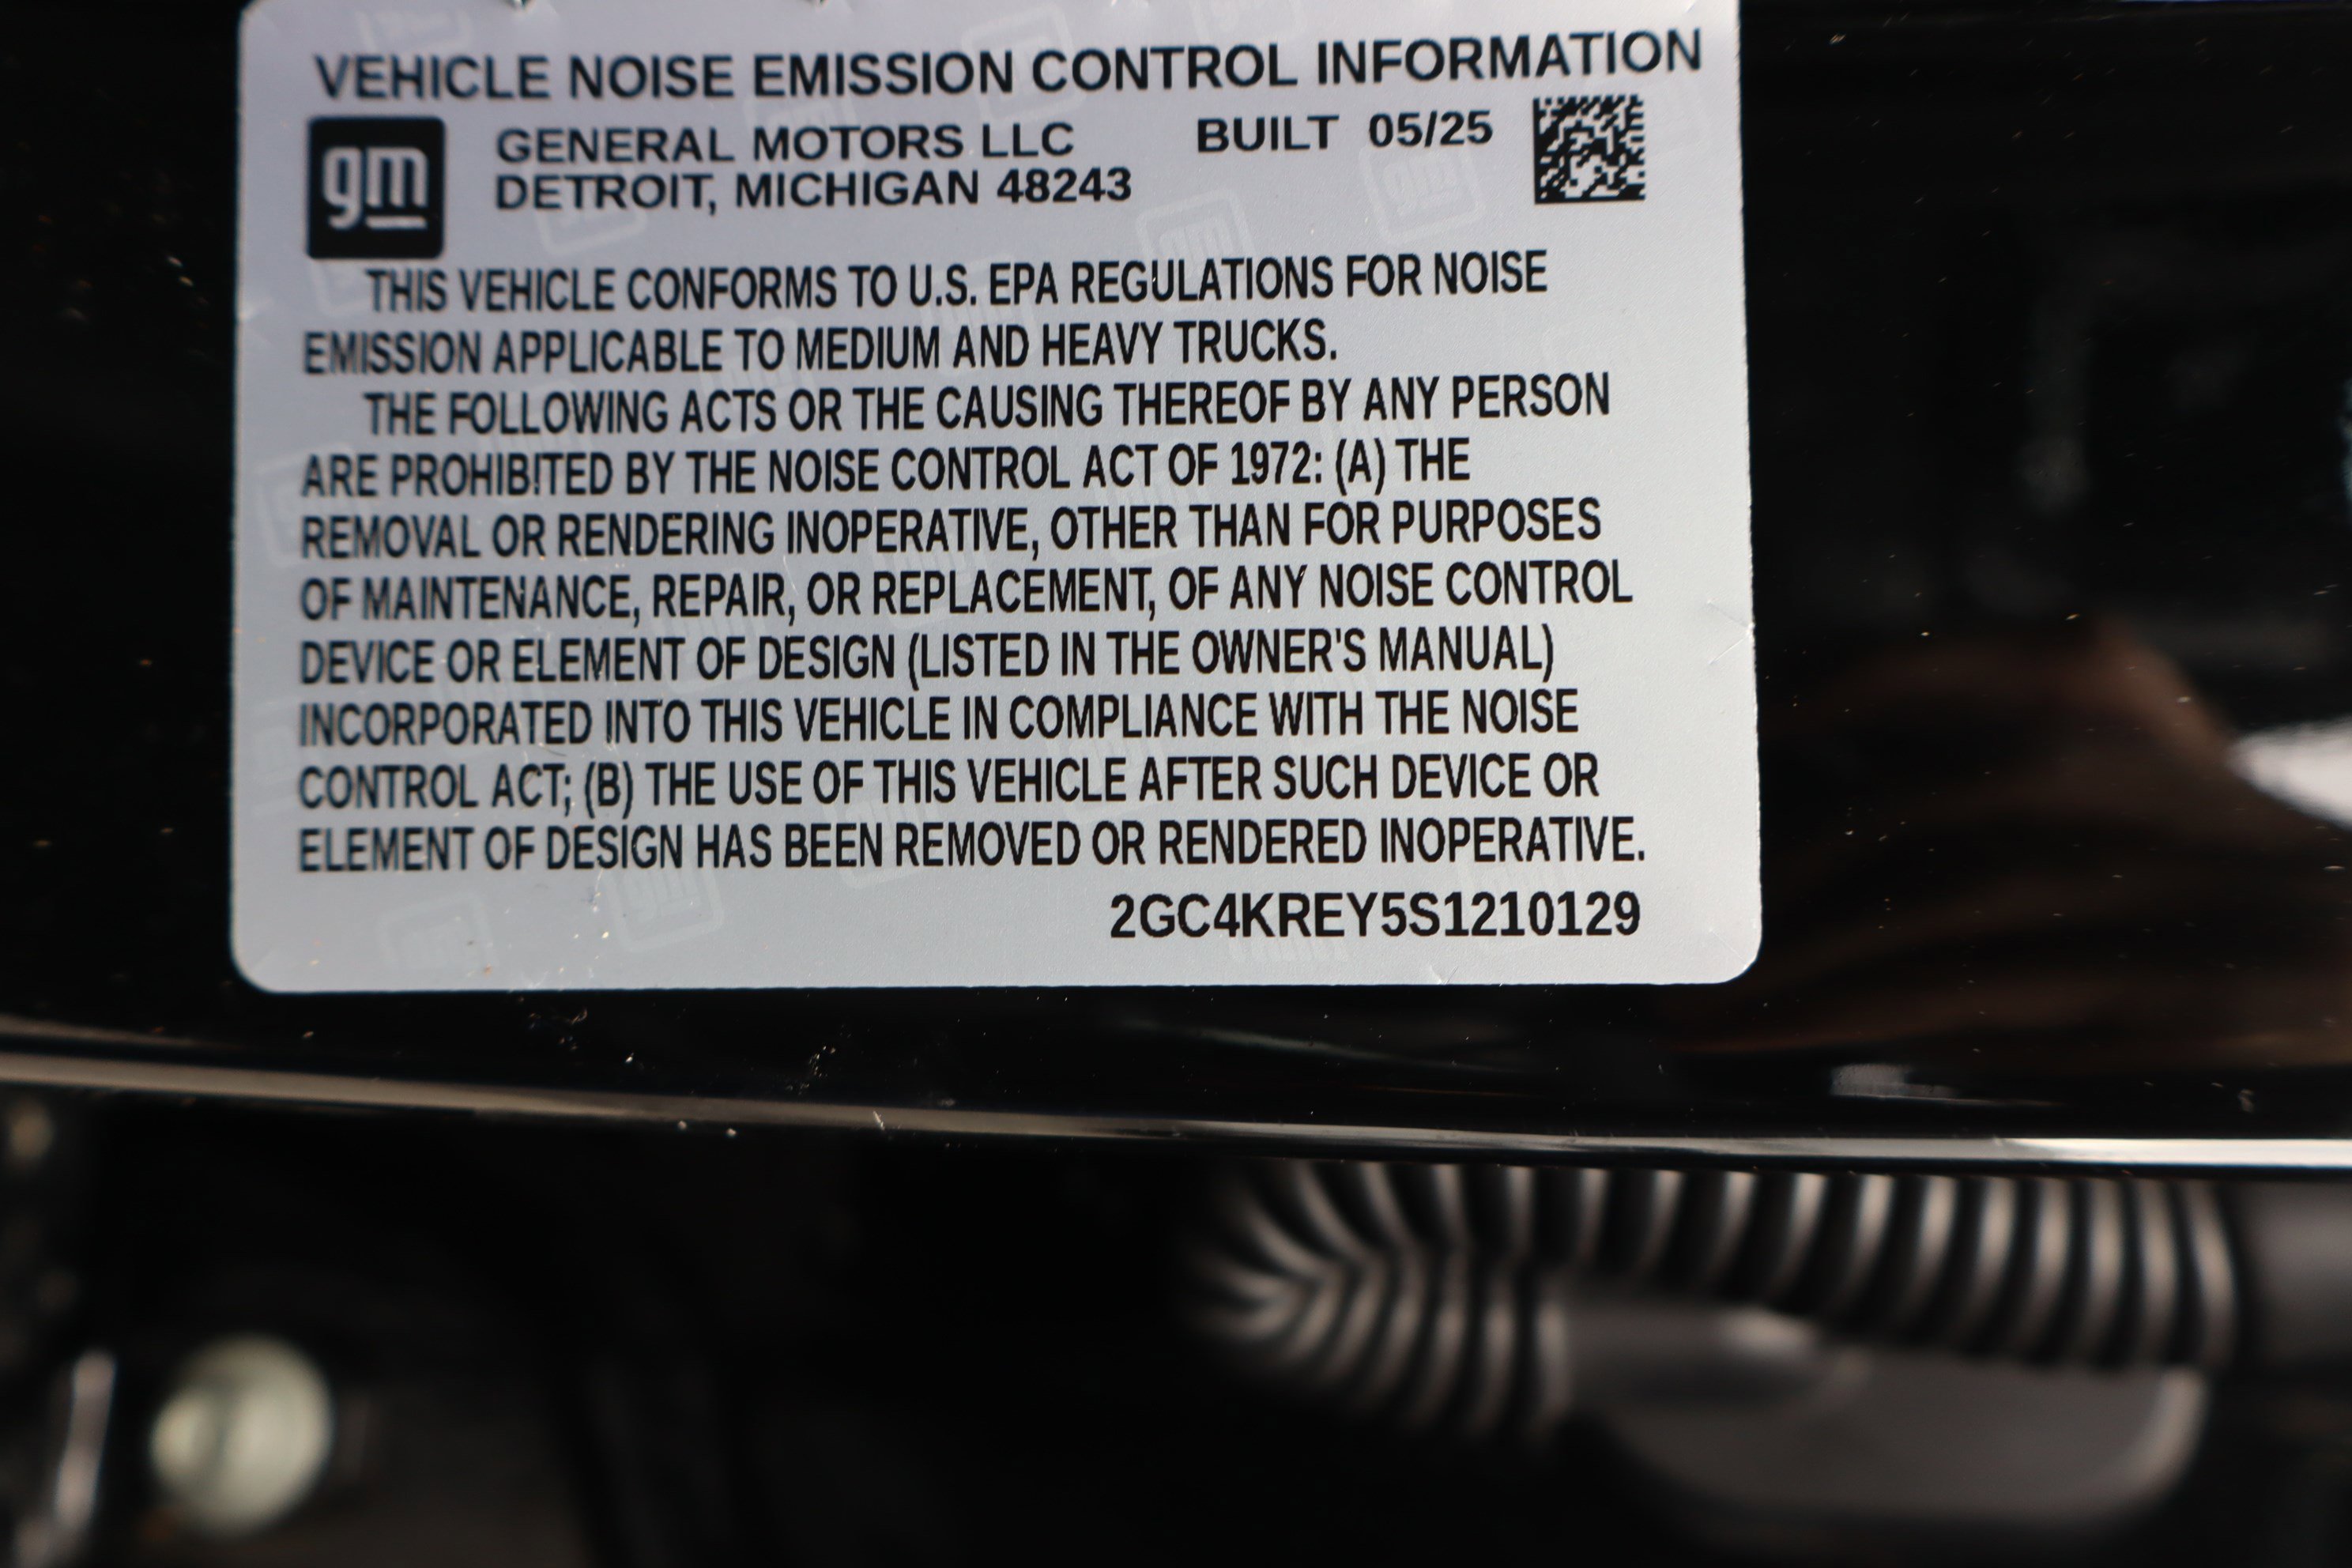 VEHICLE NOISE EMISSION CONTROL INFORMATION
gm
GENERAL MOTORS LLC BUILT 05/25
DETROIT, MICHIGAN 48243
THIS VEHICLE CONFORMS TO U.S. EPA REGULATIONS FOR NOISE
EMISSION APPLICABLE TO MEDIUM AND HEAVY TRUCKS.
THE FOLLOWING ACTS OR THE CAUSING THEREOF BY ANY PERSON
ARE PROHIBITED BY THE NOISE CONTROL ACT OF 1972: (A) THE
REMOVAL OR RENDERING INOPERATIVE, OTHER THAN FOR PURPOSES
OF MAINTENANCE, REPAIR, OR REPLACEMENT, OF ANY NOISE CONTROL
DEVICE OR ELEMENT OF DESIGN (LISTED IN THE OWNER'S MANUAL)
INCORPORATED INTO THIS VEHICLE IN COMPLIANCE WITH THE NOISE
CONTROL ACT; (B) THE USE OF THIS VEHICLE AFTER SUCH DEVICE OR
ELEMENT OF DESIGN HAS BEEN REMOVED OR RENDERED INOPERATIVE.
2GC4KREY5S1210129